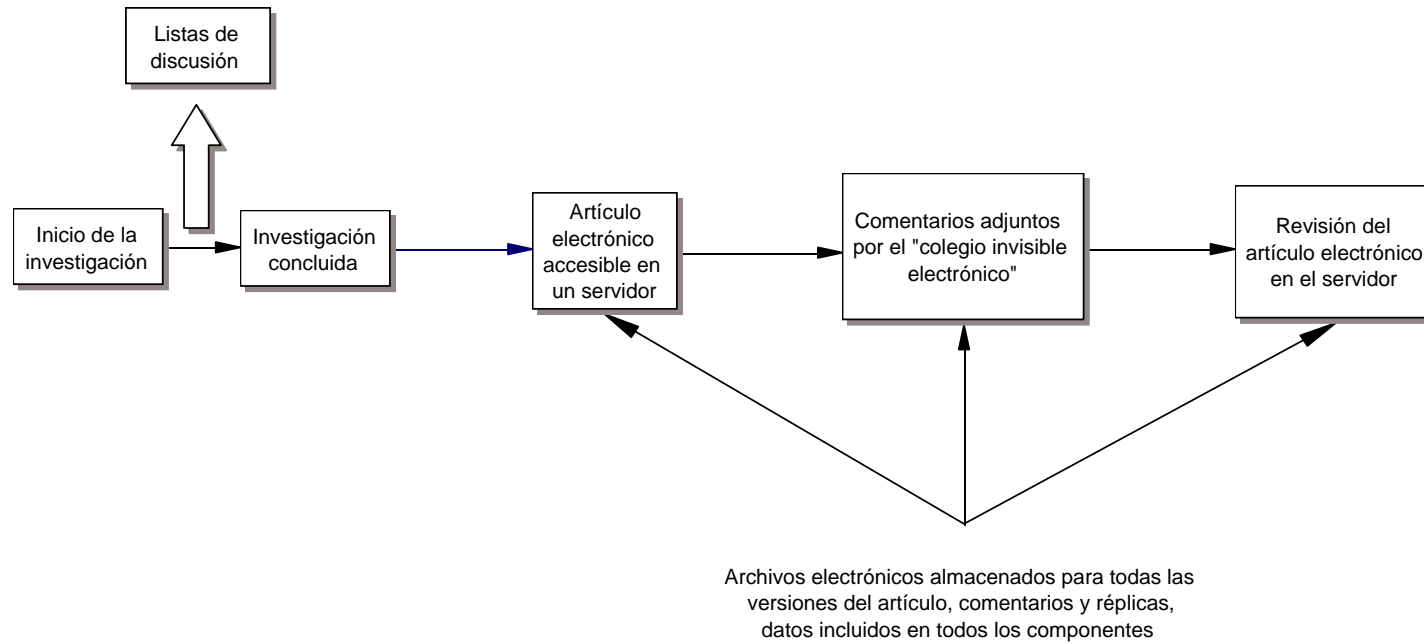 Listas de
discusión
Inicio de la
investigación
Investigación
concluida
Artículo
electrónico
accesible en
un servidor
Comentarios adjuntos
por el "colegio invisible
electrónico"
Revisión del
artículo electrónico
en el servidor
Archivos electrónicos almacenados para todas las
versiones del artículo, comentarios y réplicas,
datos incluidos en todos los componentes